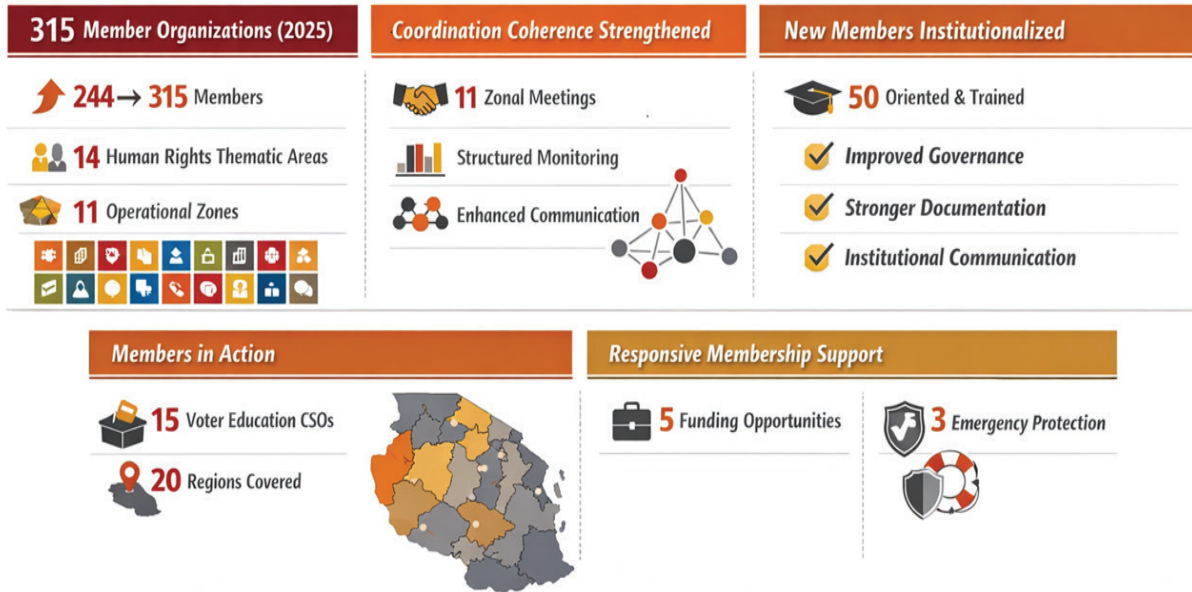 315 Member Organizations (2025)
244→315 Members
14 Human Rights Thematic Areas
11 Operational Zones
Coordination Coherence Strengthened
11 Zonal Meetings
Structured Monitoring
Enhanced Communication
New Members Institutionalized
50 Oriented & Trained
Improved Governance
Stronger Documentation
Institutional Communication
Members in Action
15 Voter Education CSOs
20 Regions Covered
Responsive Membership Support
5 Funding Opportunities
3 Emergency Protection